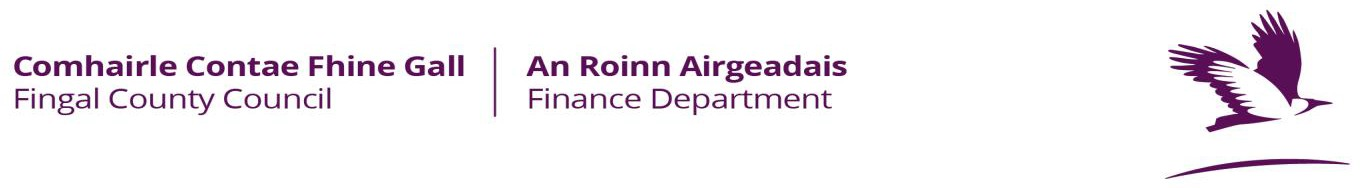 Comhairle Contae Fhine Gall
Fingal County Council
An Roinn Airgeadais
Finance Department